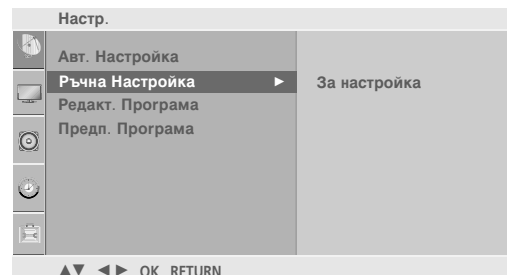 Настр.
Авт. Настройка
Ръчна Настройка ► За настройка
Редакт. Програма
Предп. Програма
▲▼ ◄► OK RETURN